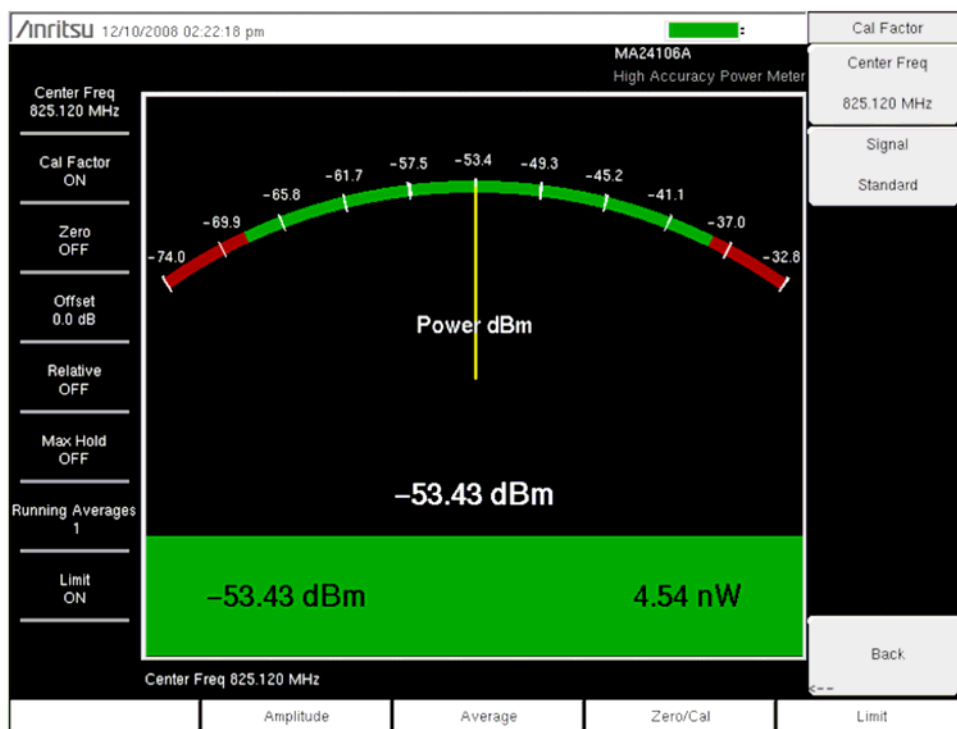 Anritsu 12/10/2008 02:22:18 pm
Cal Factor
MA24106A
High Accuracy Power Meter
Center Freq
825.120 MHz
Cal Factor
ON
Zero
OFF
Offset
0.0 dB
Relative
OFF
Max Hold
OFF
Running Averages
1
Limit
ON
−74.0
−69.9
−65.8
−61.7
−57.5
−53.4
−49.3
−45.2
−41.1
−37.0
−32.8
Power dBm
−53.43 dBm
−53.43 dBm 4.54 nW
Center Freq 825.120 MHz
Center Freq
825.120 MHz
Signal
Standard
Back
<--
Amplitude Average Zero/Cal Limit